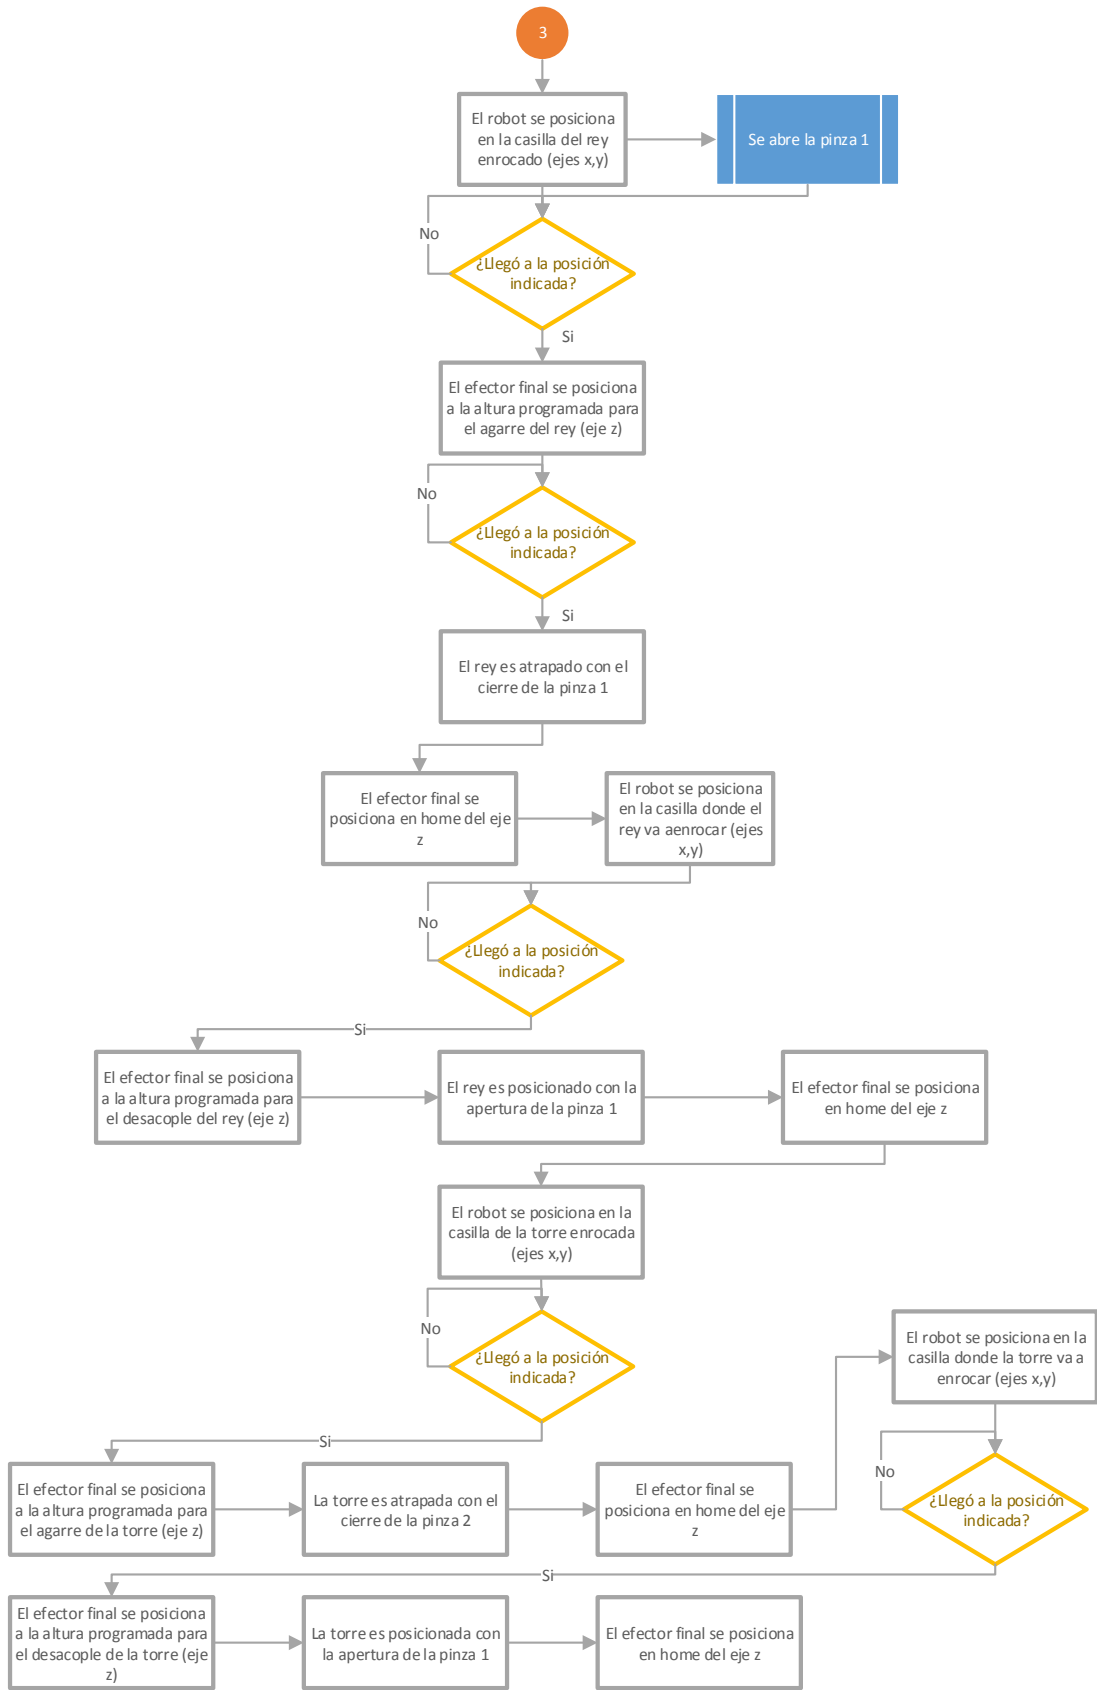 3
El robot se posiciona
en la casilla del rey
enrocado (ejes x,y)
Se abre la pinza 1
No
¿Llegó a la posición
indicada?
Si
El efector final se posiciona
a la altura programada para
el agarre del rey (eje z)
No
¿Llegó a la posición
indicada?
Si
El rey es atrapado con el
cierre de la pinza 1
El efector final se
posiciona en home del eje
z
El robot se posiciona
en la casilla donde el
rey va aenrocar (ejes
x,y)
No
¿Llegó a la posición
indicada?
Si
El efector final se posiciona
a la altura programada para
el desacople del rey (eje z)
El rey es posicionado con la
apertura de la pinza 1
El efector final se posiciona
en home del eje z
El robot se posiciona en la
casilla de la torre enrocada
(ejes x,y)
No
¿Llegó a la posición
indicada?
Si
El efector final se posiciona
a la altura programada para
el agarre de la torre (eje z)
La torre es atrapada con el
cierre de la pinza 2
El efector final se
posiciona en home del eje
z
El robot se posiciona en la
casilla donde la torre va a
enrocar (ejes x,y)
No
¿Llegó a la posición
indicada?
Si
El efector final se posiciona
a la altura programada para
el desacople de la torre (eje
z)
La torre es posicionada con
la apertura de la pinza 1
El efector final se posiciona
en home del eje z